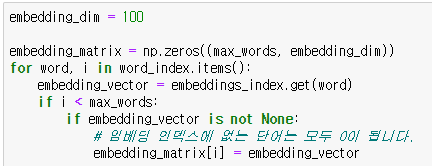 embedding_dim = 100
embedding_matrix = np.zeros((max_words, embedding_dim))
for word, i in word_index.items():
    embedding_vector = embeddings_index.get(word)
    if i < max_words:
        if embedding_vector is not None:
            # 임베딩 인덱스에 없는 단어는 모두 0이 됩니다.
            embedding_matrix[i] = embedding_vector